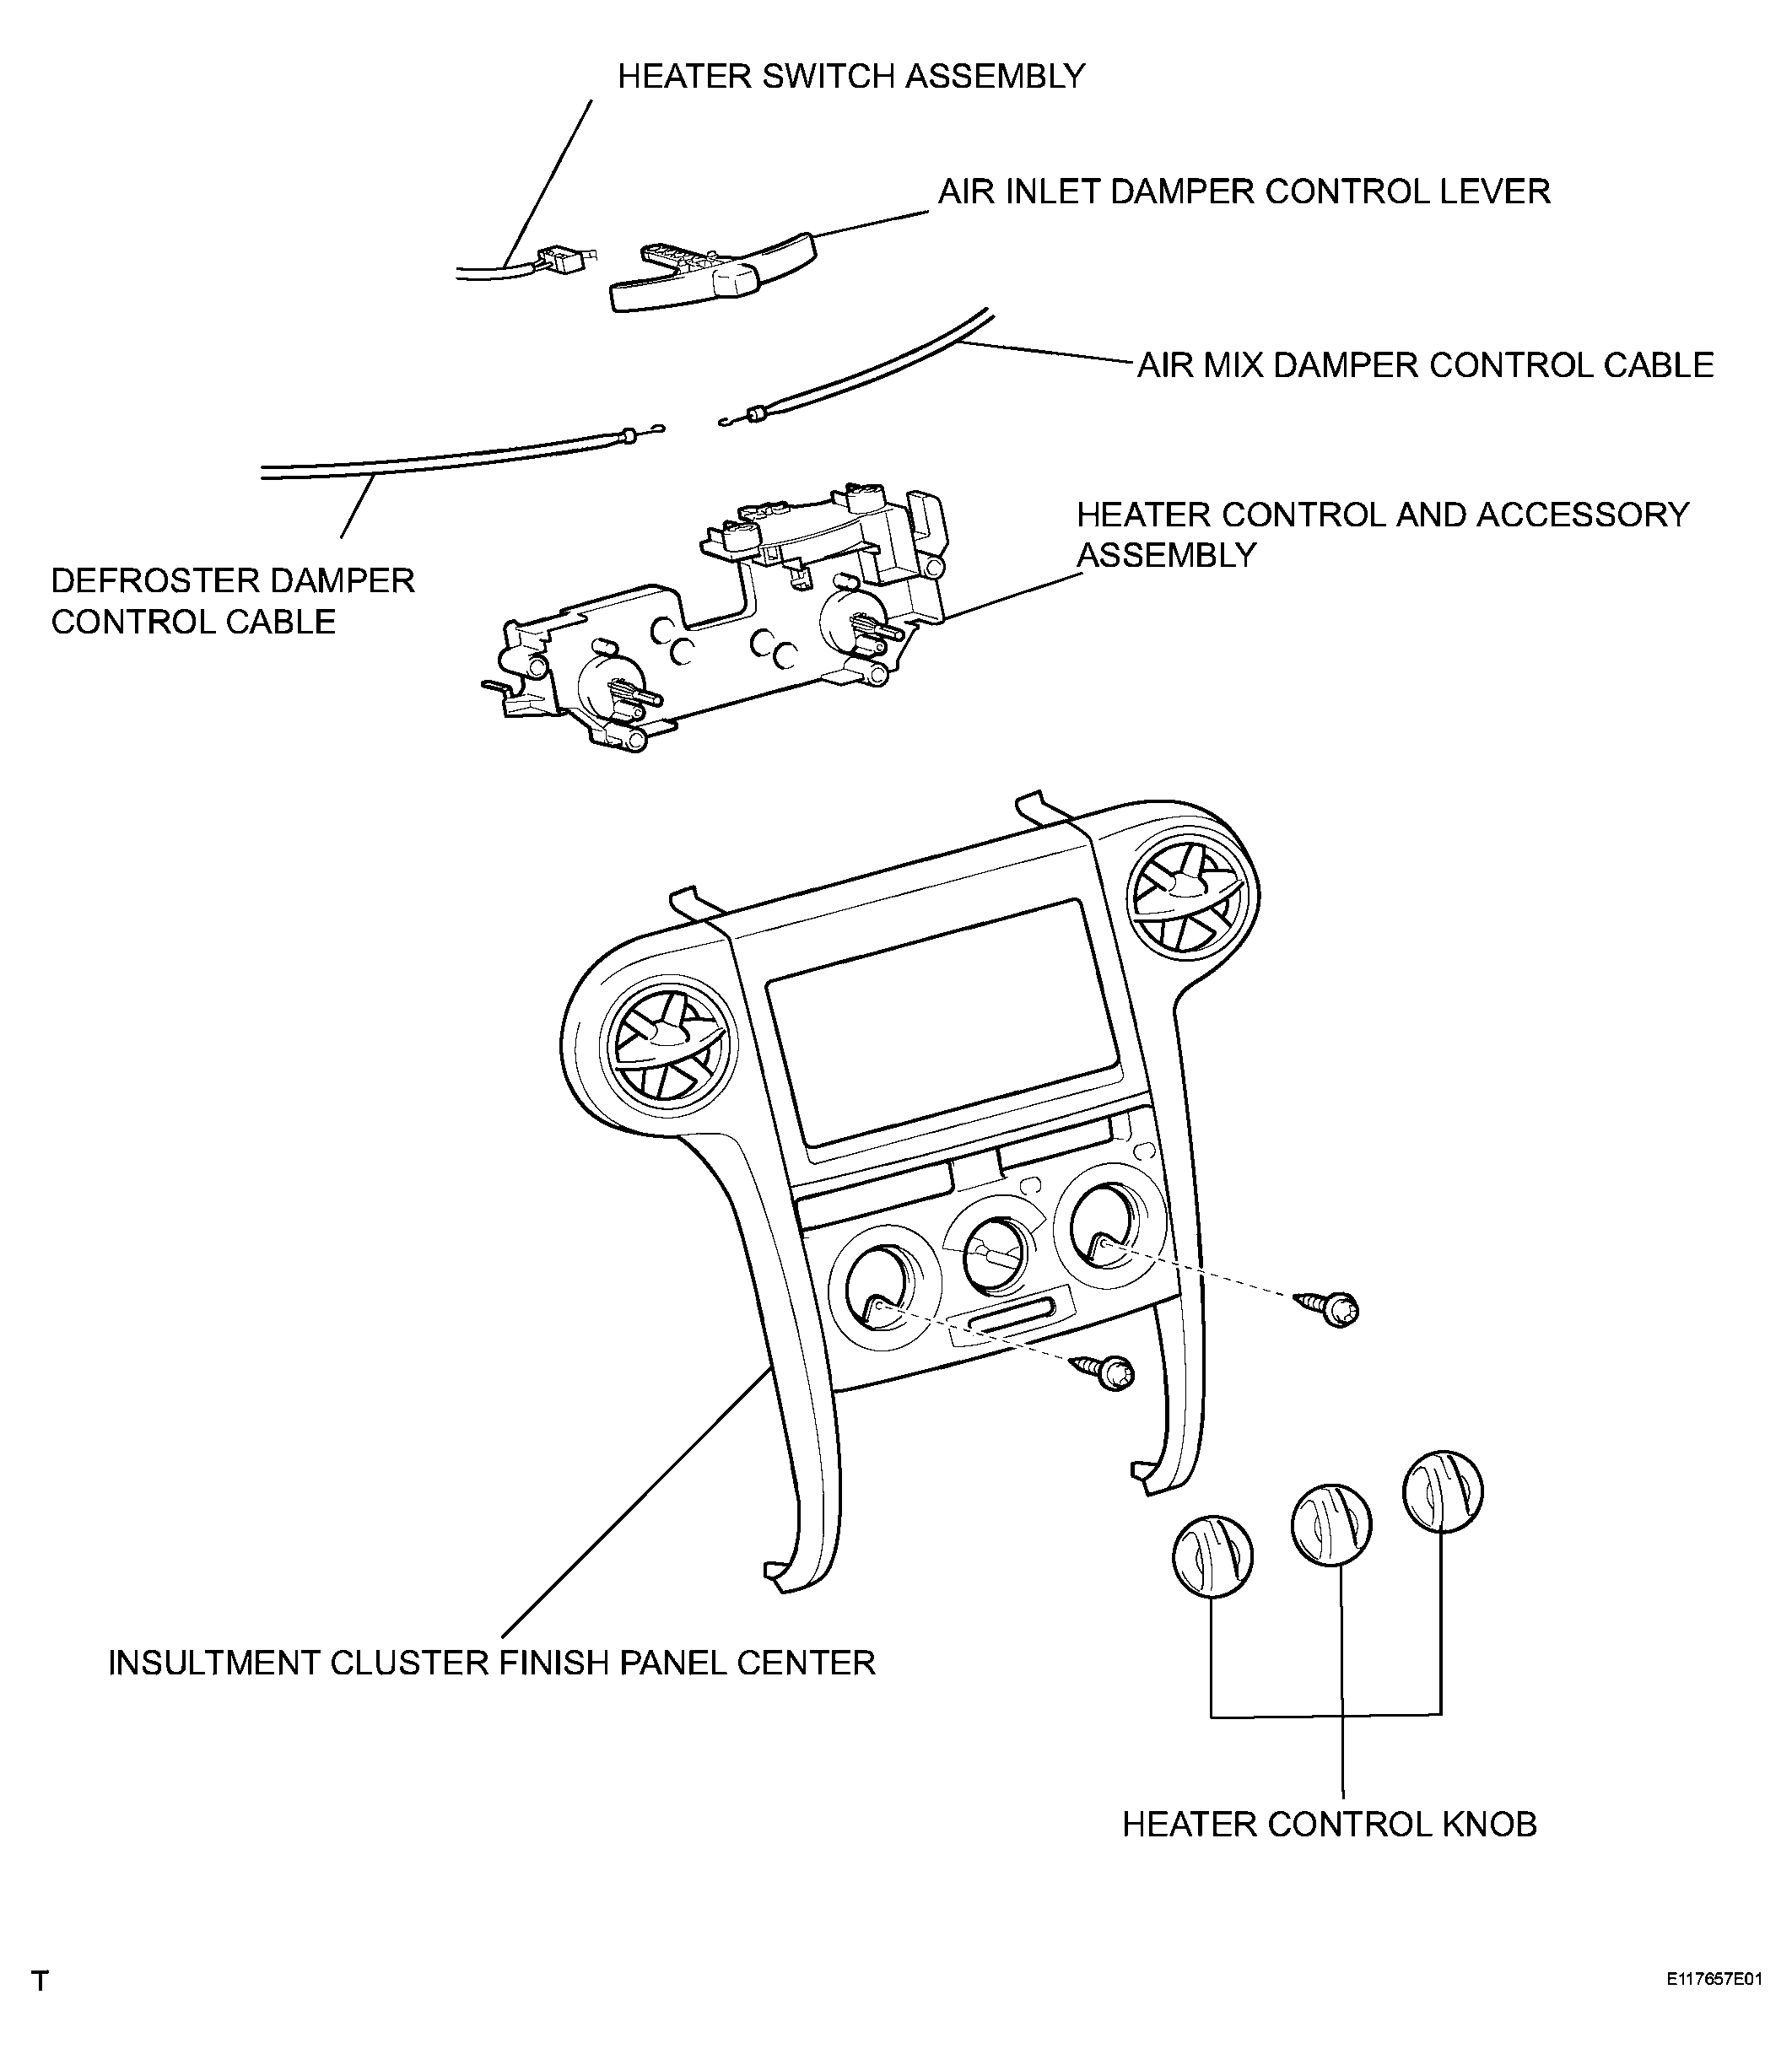 HEATER SWITCH ASSEMBLY
AIR INLET DAMPER CONTROL LEVER
AIR MIX DAMPER CONTROL CABLE
HEATER CONTROL AND ACCESSORY
ASSEMBLY
DEFROSTER DAMPER
CONTROL CABLE
INSULTMENT CLUSTER FINISH PANEL CENTER
HEATER CONTROL KNOB
T
E117657E01